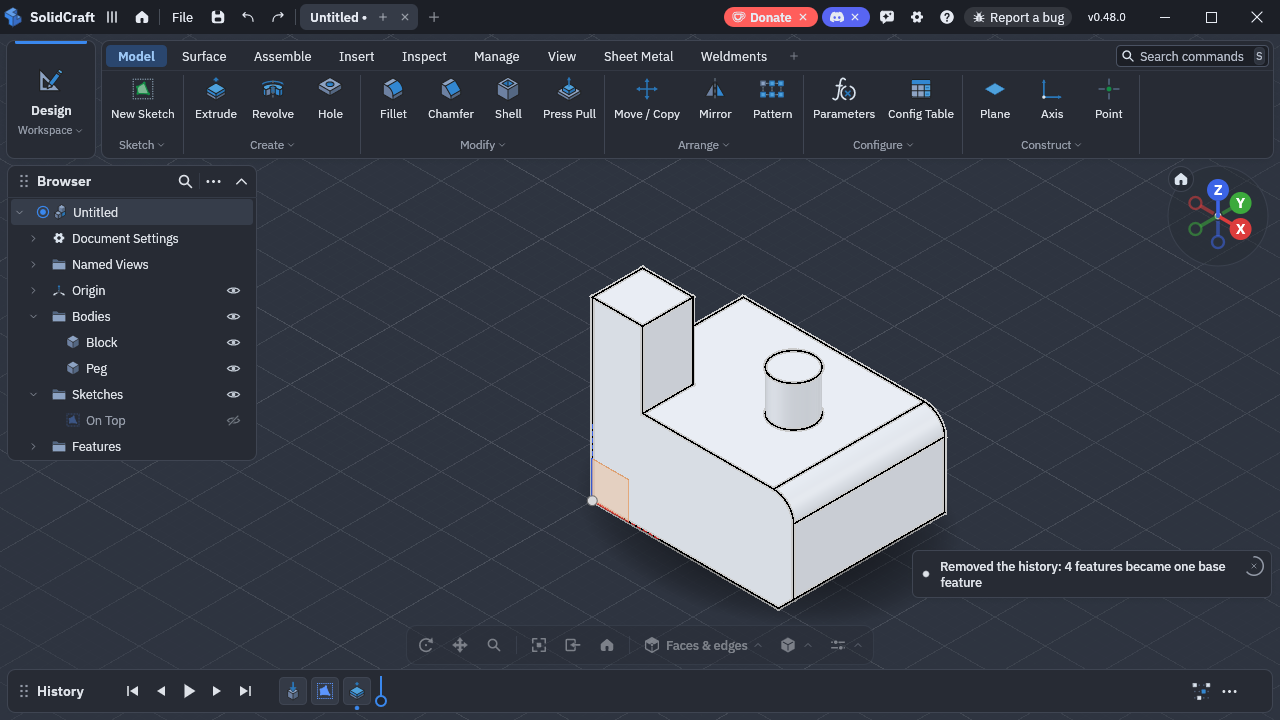 SolidCraft
File
Untitled •
Donate
Report a bug
v0.48.0
Design
Workspace
Model
Surface
Assemble
Insert
Inspect
Manage
View
Sheet Metal
Weldments
Search commands
S
New Sketch
Extrude
Revolve
Hole
Fillet
Chamfer
Shell
Press Pull
Move / Copy
Mirror
Pattern
Parameters
Config Table
Plane
Axis
Point
Sketch
Create
Modify
Arrange
Configure
Construct
Browser
Untitled
Document Settings
Named Views
Origin
Bodies
Block
Peg
Sketches
On Top
Features
Z
Y
X
Removed the history: 4 features became one base
feature
Faces & edges
History